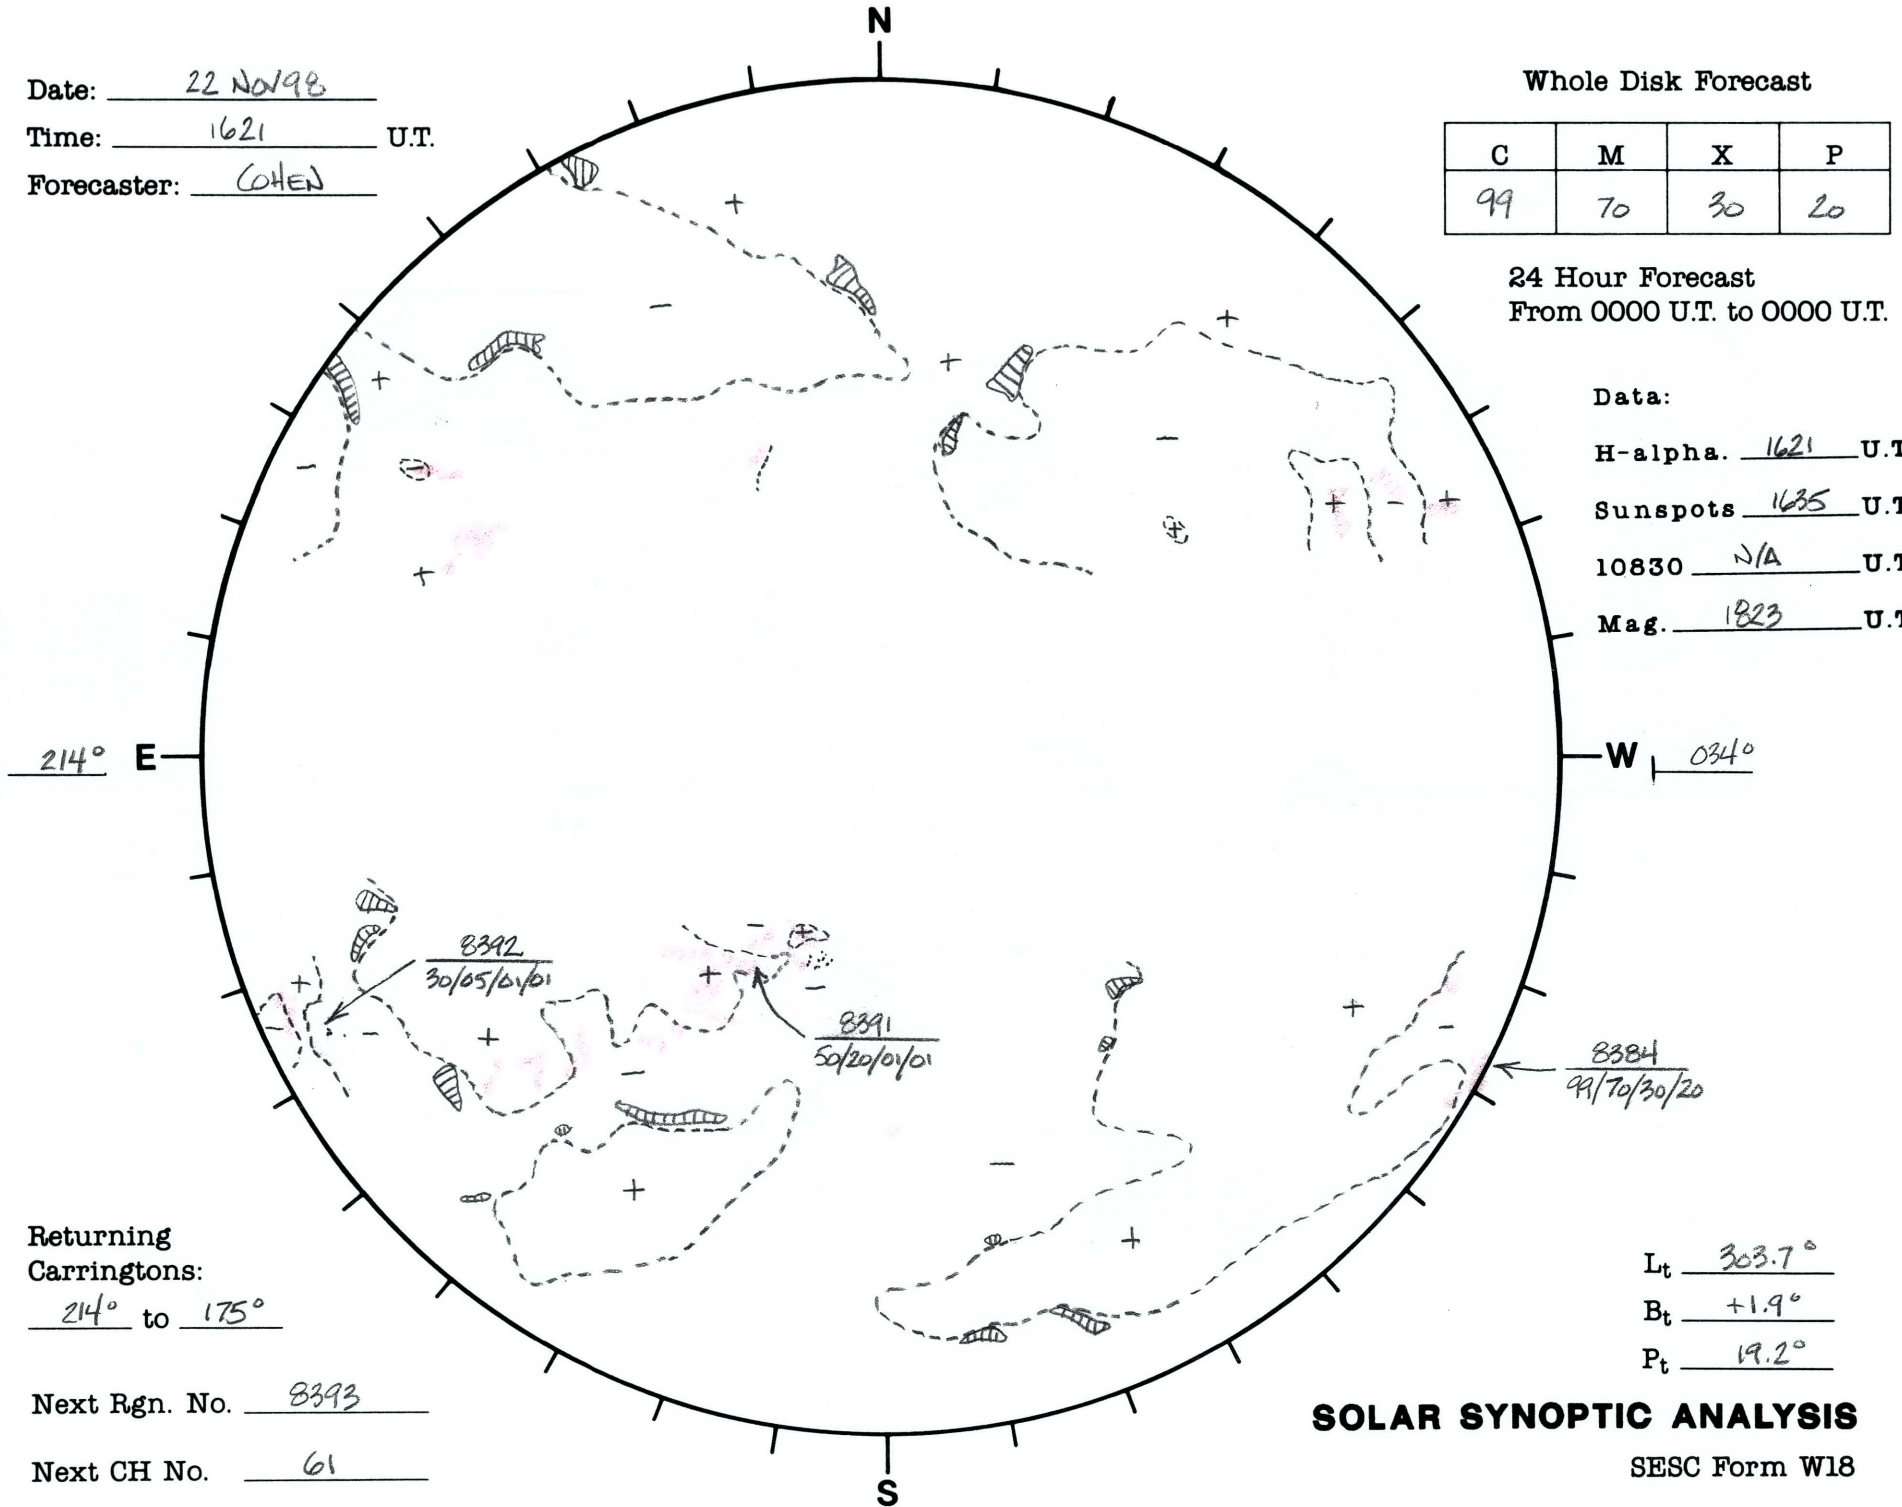 N
Date: 22 NOV 98
Time: 1621 U.T.
Forecaster: COHEN
Whole Disk Forecast
C M X P
99 70 30 20
24 Hour Forecast
From 0000 U.T. to 0000 U.T.
Data:
H-alpha. 1621 U.T
Sunspots 1635 U.T
10830 N/A U.T
Mag. 1823 U.T
214° E
W 034°
8392
30/05/01/01
8391
50/20/01/01
8384
99/70/30/20
Returning
Carringtons:
214° to 175°
Next Rgn. No. 8393
Next CH No. 61
Lt 303.7°
Bt +1.9°
Pt 19.2°
SOLAR SYNOPTIC ANALYSIS
SESC Form W18
S